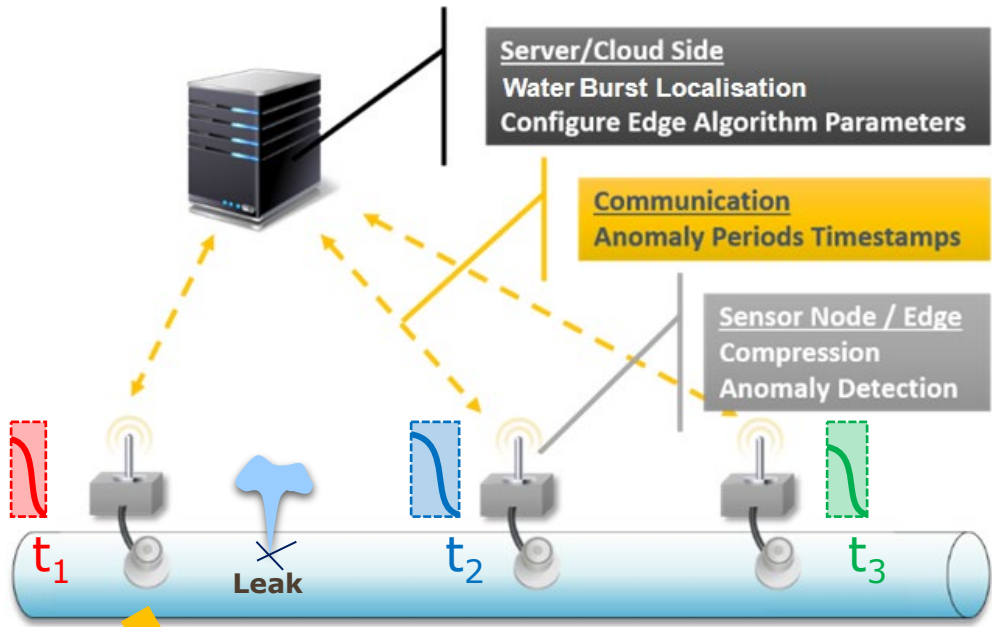 Server/Cloud Side
Water Burst Localisation
Configure Edge Algorithm Parameters
Communication
Anomaly Periods Timestamps
Sensor Node / Edge
Compression
Anomaly Detection
t₁
Leak
t₂
t₃